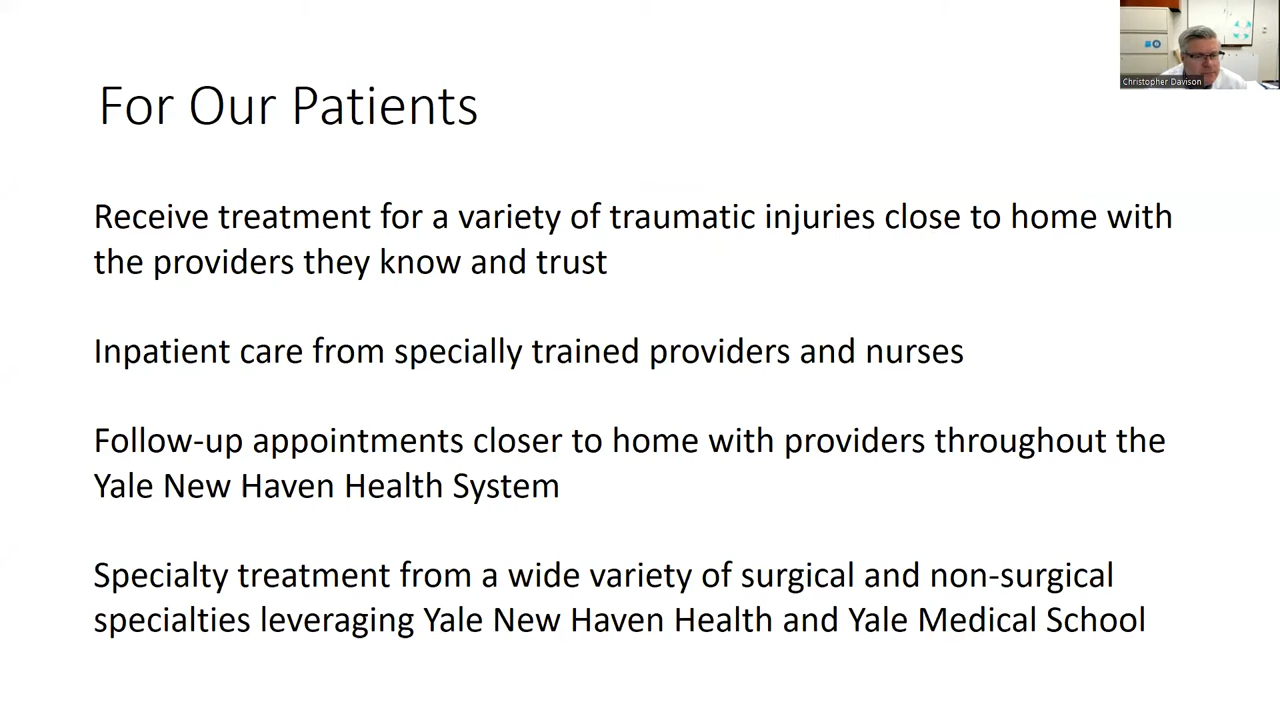 For Our Patients
Christopher Davison
Receive treatment for a variety of traumatic injuries close to home with
the providers they know and trust
Inpatient care from specially trained providers and nurses
Follow-up appointments closer to home with providers throughout the
Yale New Haven Health System
Specialty treatment from a wide variety of surgical and non-surgical
specialties leveraging Yale New Haven Health and Yale Medical School